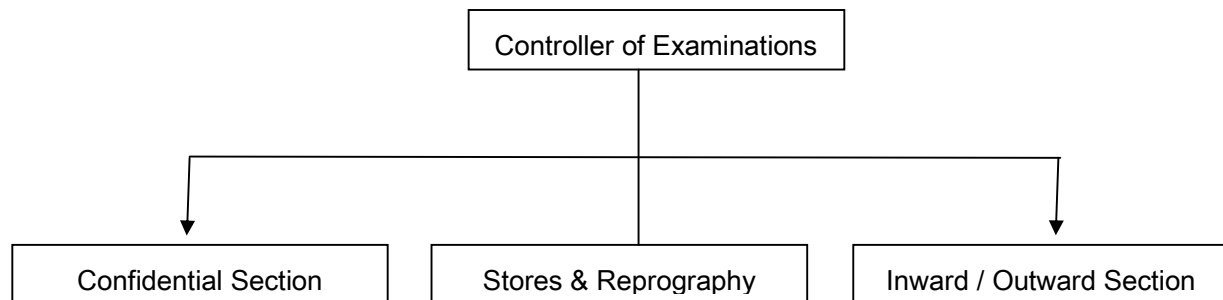 Controller of Examinations
Confidential Section
Stores & Reprography
Inward / Outward Section